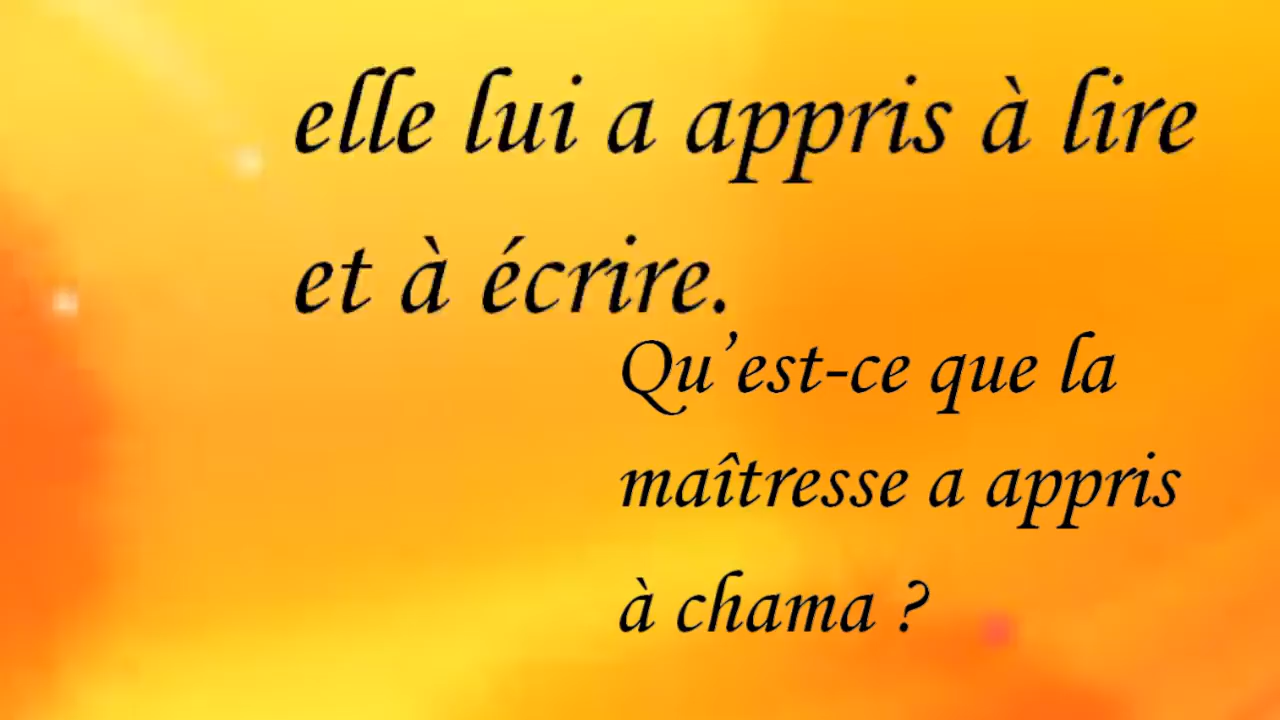 elle lui a appris à lire
et à écrire.
Qu’est-ce que la
maîtresse a appris
à chama ?